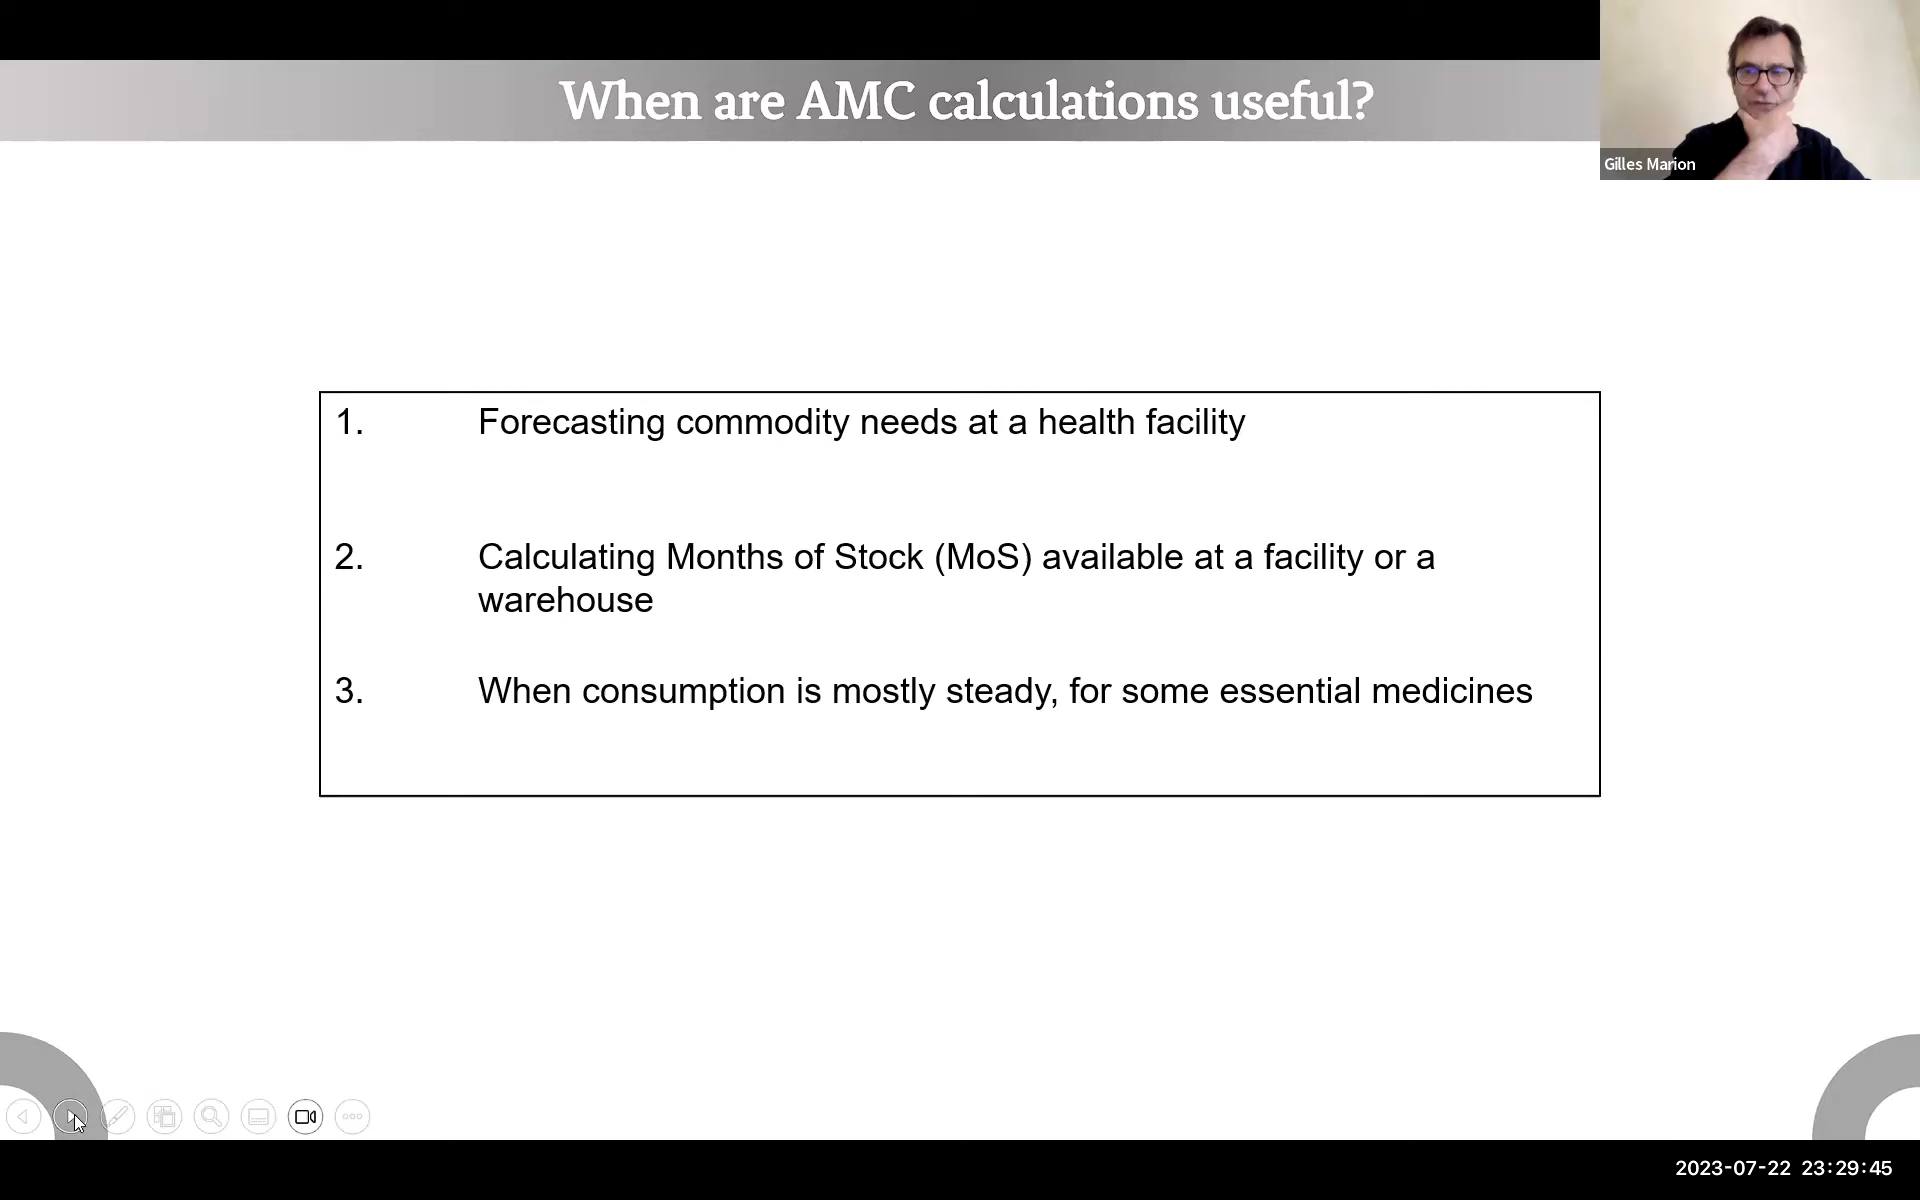 When are AMC calculations useful?
Gilles Marion
1. Forecasting commodity needs at a health facility
2. Calculating Months of Stock (MoS) available at a facility or a
warehouse
3. When consumption is mostly steady, for some essential medicines
2023-07-22 23:29:45